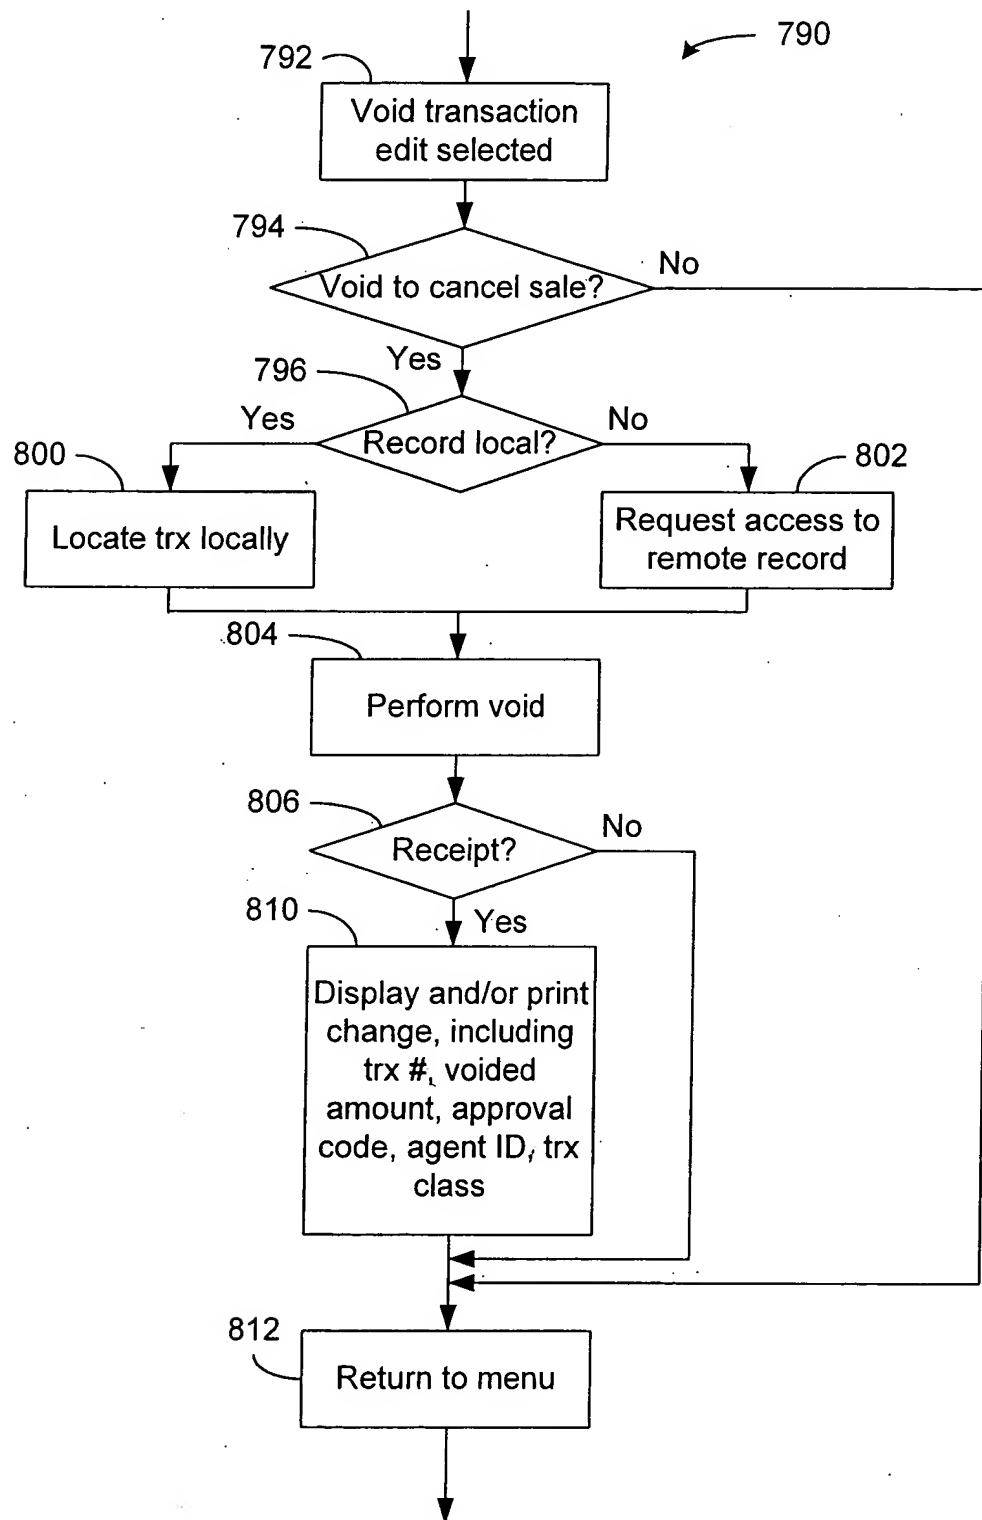 790
792
Void transaction
edit selected
794
Void to cancel sale?
No
Yes
796
Yes
Record local?
No
800
Locate trx locally
802
Request access to
remote record
804
Perform void
806
Receipt?
No
Yes
810
Display and/or print
change, including
trx #, voided
amount, approval
code, agent ID, trx
class
812
Return to menu